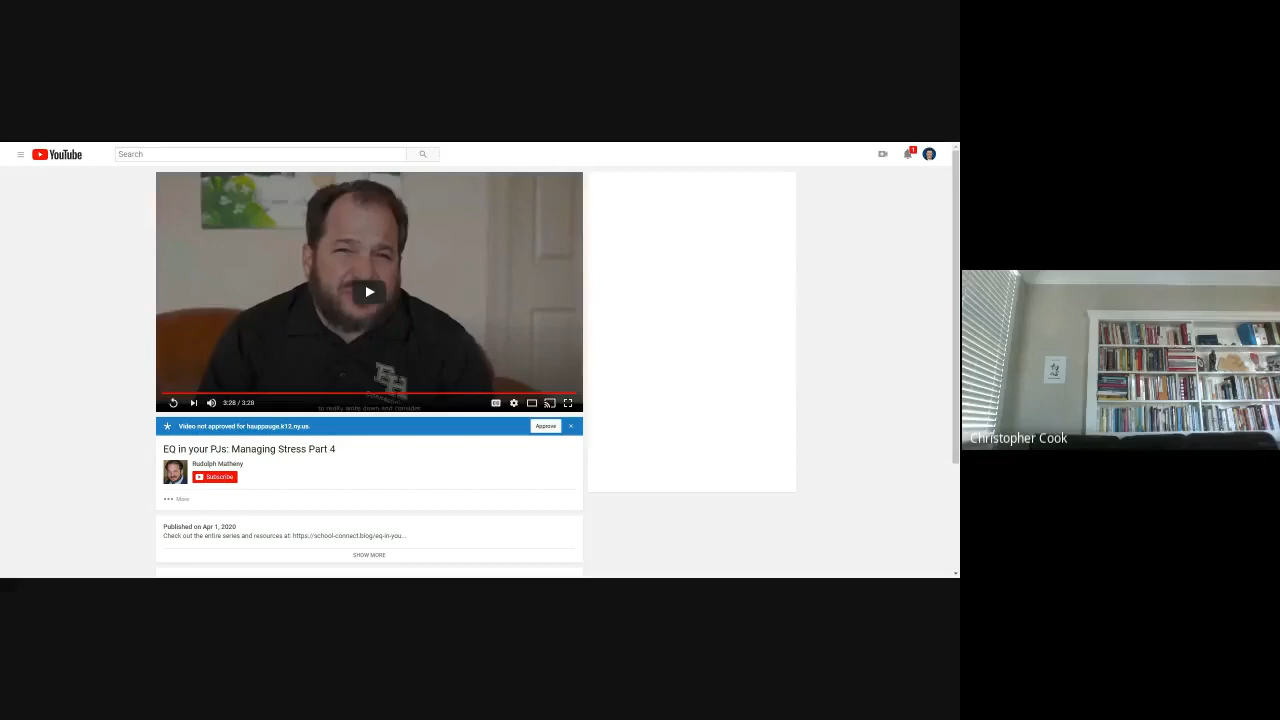 YouTube
Search
1
to really write down and consider
3:28 / 3:28
Video not approved for hauppauge.k12.ny.us.
Approve
EQ in your PJs: Managing Stress Part 4
Rudolph Matheny
Subscribe
More
Published on Apr 1, 2020
Check out the entire series and resources at: https://school-connect.blog/eq-in-you...
SHOW MORE
Christopher Cook